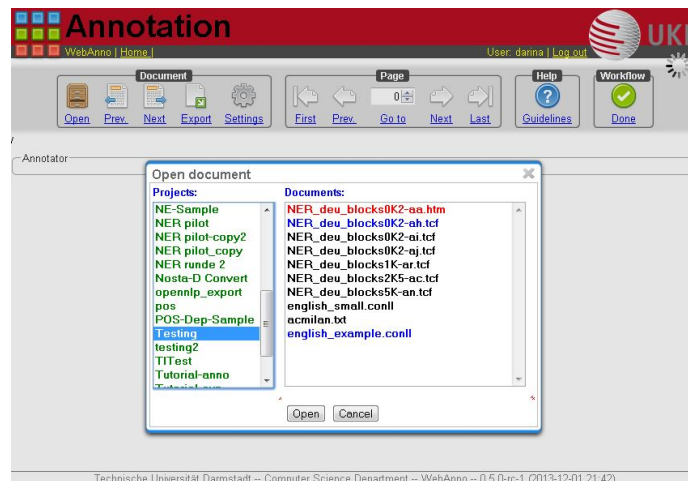 Annotation
UKP
WebAnno | Home |
User: darina | Log out
Document
Page
Help
Workflow
0
Open Prev. Next Export Settings
First Prev. Go to Next Last
Guidelines
Done
/
Annotator
Open document
Projects:
Documents:
NE-Sample
NER pilot
NER pilot-copy2
NER pilot_copy
NER runde 2
Nosta-D Convert
opennlp_export
pos
POS-Dep-Sample
Testing
testing2
TITest
Tutorial-anno
NER_deu_blocks0K2-aa.htm
NER_deu_blocks0K2-ah.tcf
NER_deu_blocks0K2-ai.tcf
NER_deu_blocks0K2-aj.tcf
NER_deu_blocks1K-ar.tcf
NER_deu_blocks2K5-ac.tcf
NER_deu_blocks5K-an.tcf
english_small.conll
acmilan.txt
english_example.conll
Open Cancel
Technische Universität Darmstadt -- Computer Science Department -- WebAnno -- 0.5.0-rc-1 (2013-12-01 21:42)